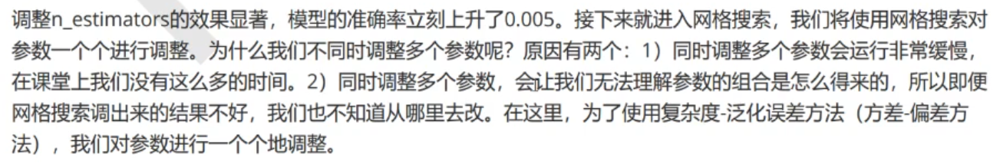 调整n_estimators的效果显著，模型的准确率立刻上升了0.005。接下来就进入网格搜索，我们将使用网格搜索对
参数一个个进行调整。为什么我们不同时调整多个参数呢？原因有两个：1）同时调整多个参数会运行非常缓慢，
在课堂上我们没有这么多的时间。2）同时调整多个参数，会让我们无法理解参数的组合是怎么得来的，所以即便
网格搜索调出来的结果不好，我们也不知道从哪里去改。在这里，为了使用复杂度-泛化误差方法（方差-偏差方
法），我们对参数进行一个个地调整。